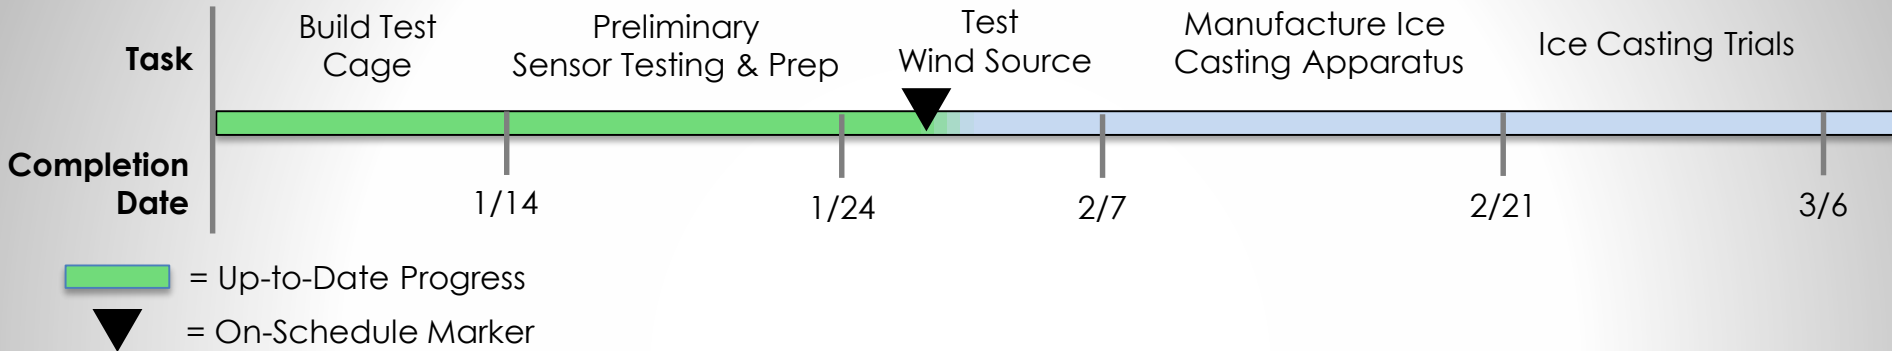 Task
Build Test
Cage
Preliminary
Sensor Testing & Prep
Test
Wind Source
Manufacture Ice
Casting Apparatus
Ice Casting Trials
Completion
Date
1/14
1/24
2/7
2/21
3/6
= Up-to-Date Progress
= On-Schedule Marker